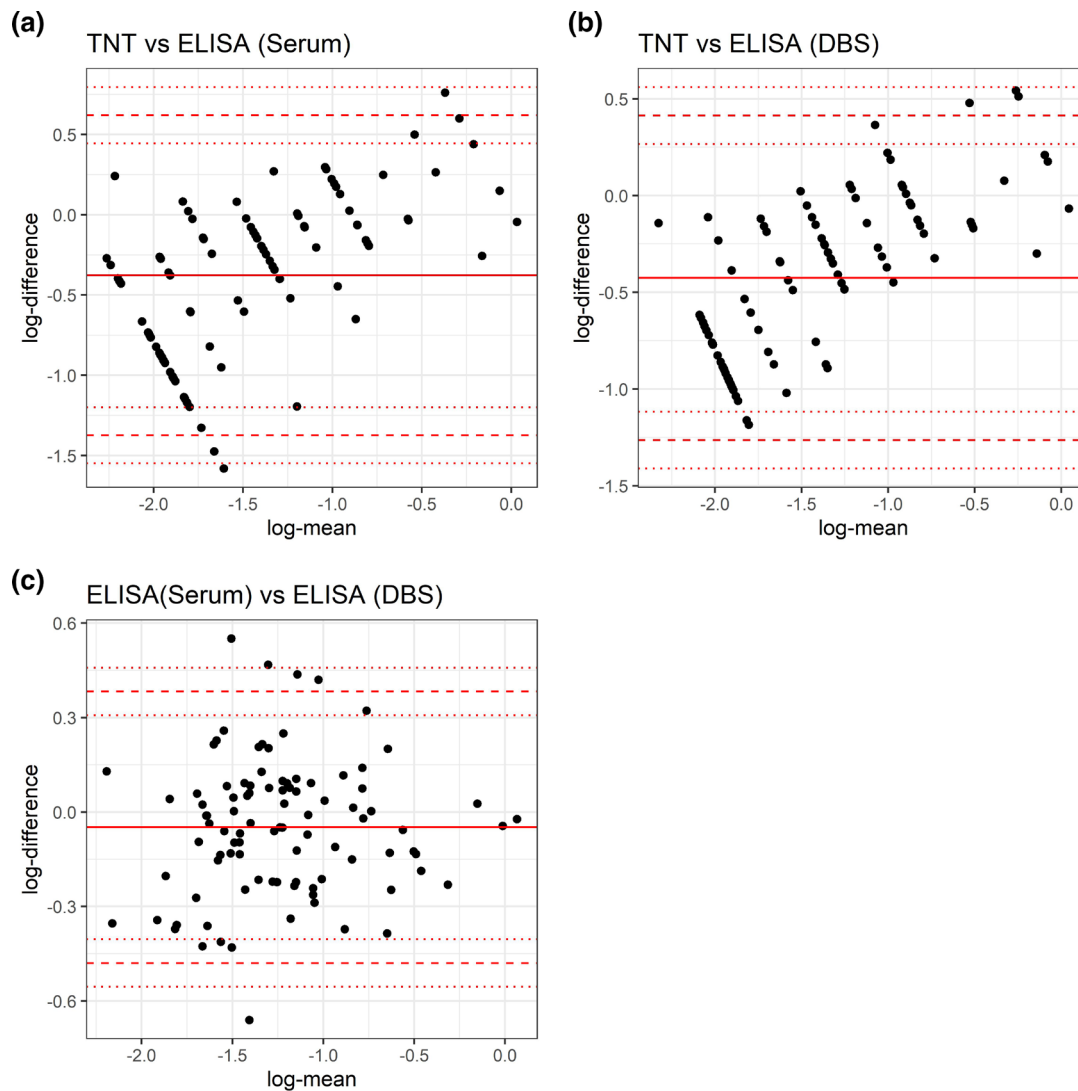 (a)
TNT vs ELISA (Serum)
0.5
0.0
-0.5
-1.0
-1.5
log-difference
-2.0 -1.5 -1.0 -0.5 0.0
log-mean
(b)
TNT vs ELISA (DBS)
0.5
0.0
-0.5
-1.0
-1.5
log-difference
-2.0 -1.5 -1.0 -0.5 0.0
log-mean
(c)
ELISA(Serum) vs ELISA (DBS)
0.6
0.3
0.0
-0.3
-0.6
log-difference
-2.0 -1.5 -1.0 -0.5 0.0
log-mean